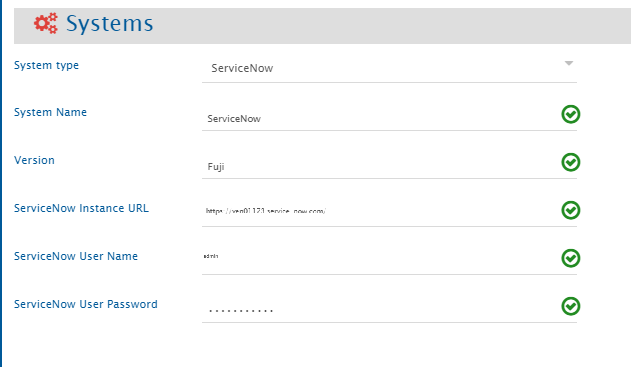 Systems
System type
ServiceNow
System Name
ServiceNow
Version
Fuji
ServiceNow Instance URL
https://ven01123.service-now.com/
ServiceNow User Name
admin
ServiceNow User Password
...........